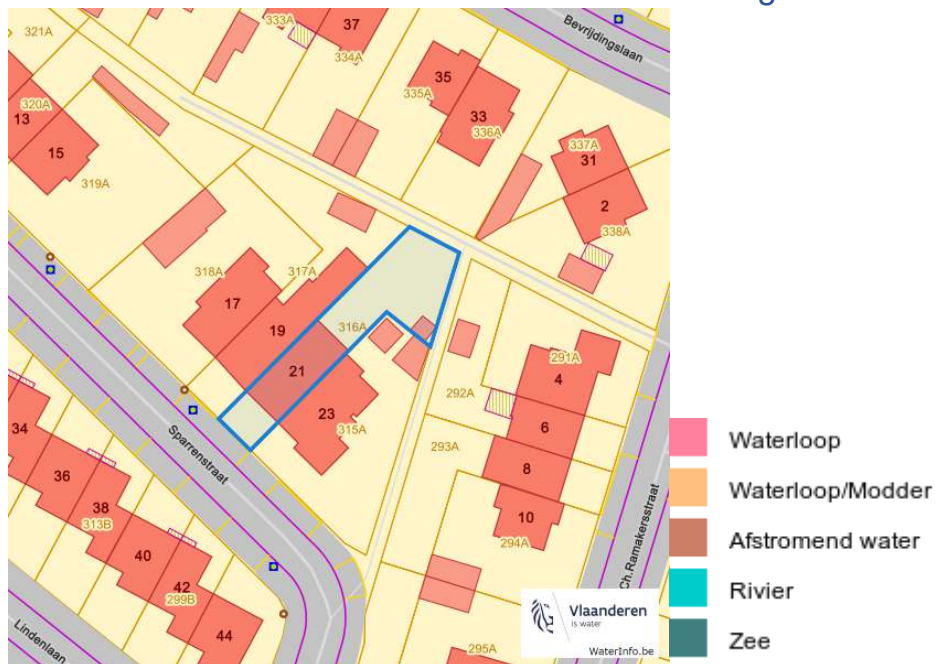 g
Bevrijdingslaan
333A
37
334A
321A
35
335A
33
336A
320A
13
15
319A
337A
31
2
338A
318A
317A
17
19
316A
21
23
315A
291A
4
292A
6
293A
8
10
294A
295A
34
36
38
313B
40
42
299B
44
Sparrenstraat
Lindenlaan
Ch.Ramakersstraat
Vlaanderen
is water
WaterInfo.be
Waterloop
Waterloop/Modder
Afstromend water
Rivier
Zee